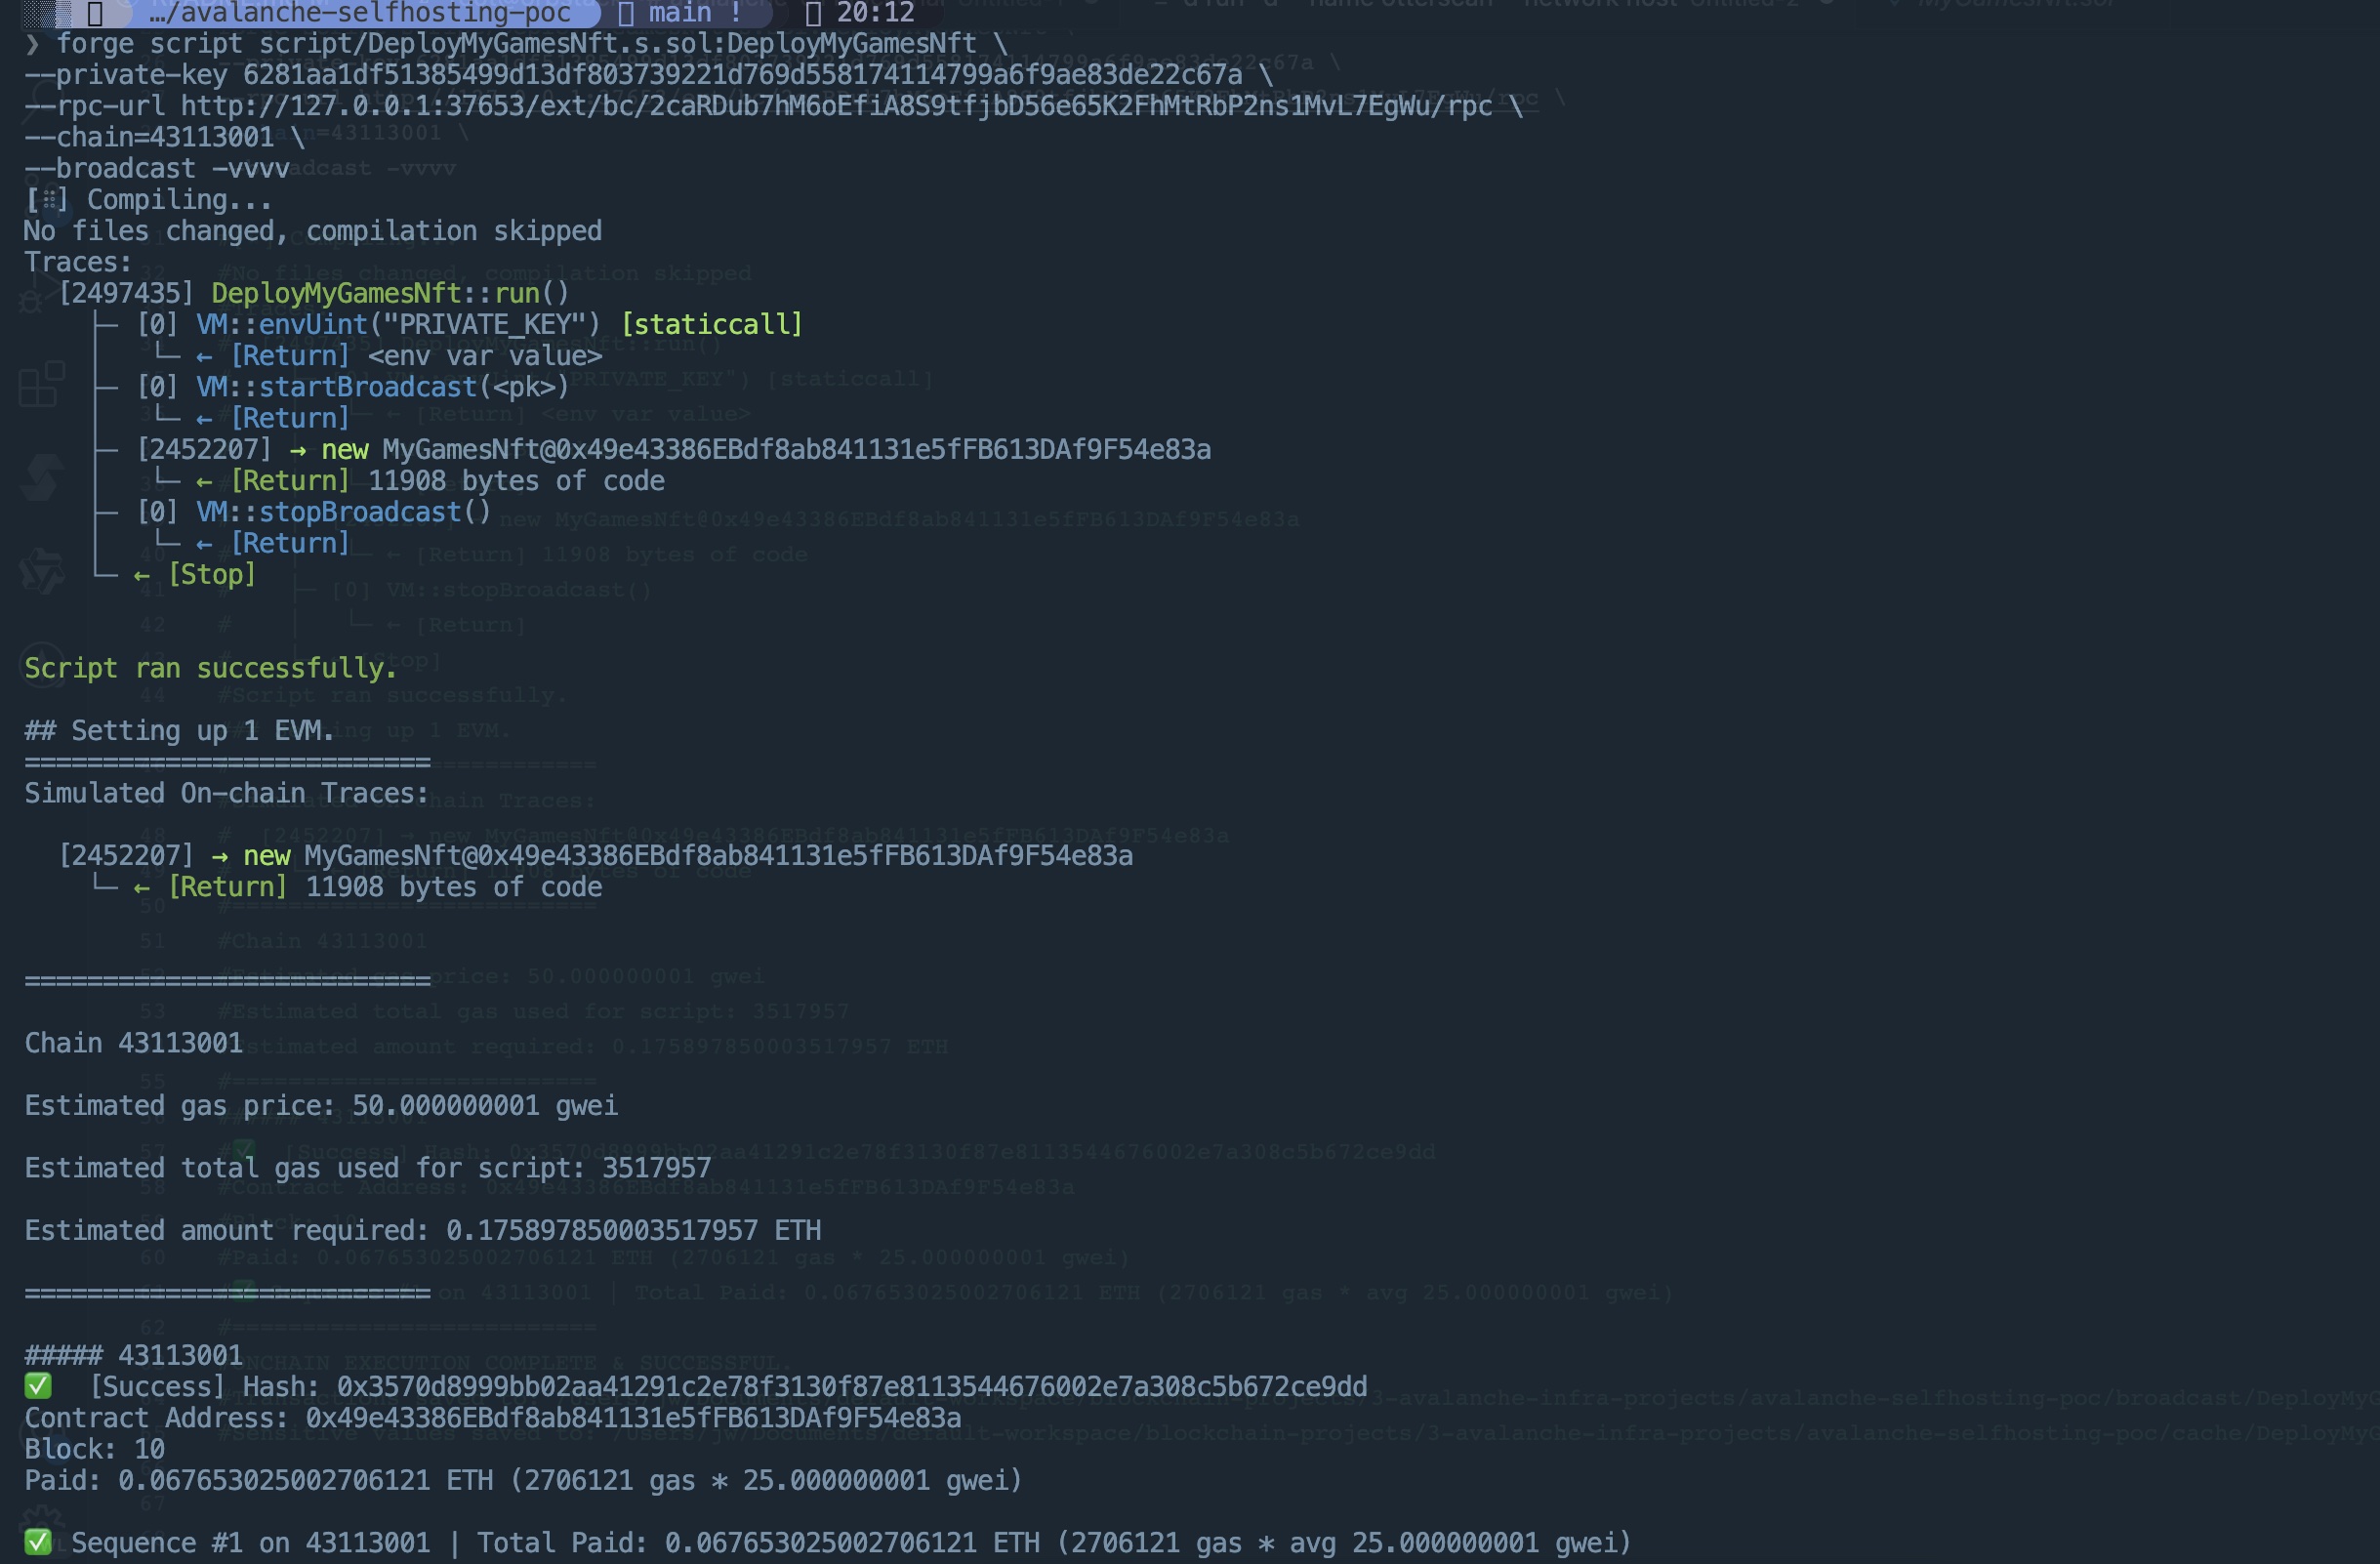 …/avalanche-selfhosting-poc main ! 20:12
❯ forge script script/DeployMyGamesNft.s.sol:DeployMyGamesNft \
--private-key 6281aa1df51385499d13df803739221d769d558174114799a6f9ae83de22c67a \
--rpc-url http://127.0.0.1:37653/ext/bc/2caRDub7hM6oEfiA8S9tfjbD56e65K2FhMtRbP2ns1MvL7EgWu/rpc \
--chain=43113001 \
--broadcast -vvvv
[⠿] Compiling...
No files changed, compilation skipped
Traces:
  [2497435] DeployMyGamesNft::run()
    ├─ [0] VM::envUint("PRIVATE_KEY") [staticcall]
    │   └─ ← [Return] <env var value>
    ├─ [0] VM::startBroadcast(<pk>)
    │   └─ ← [Return]
    ├─ [2452207] → new MyGamesNft@0x49e43386EBdf8ab841131e5fFB613DAf9F54e83a
    │   └─ ← [Return] 11908 bytes of code
    ├─ [0] VM::stopBroadcast()
    │   └─ ← [Return]
    └─ ← [Stop]
Script ran successfully.
## Setting up 1 EVM.
==========================
Simulated On-chain Traces:
  [2452207] → new MyGamesNft@0x49e43386EBdf8ab841131e5fFB613DAf9F54e83a
    └─ ← [Return] 11908 bytes of code
==========================
Chain 43113001
Estimated gas price: 50.000000001 gwei
Estimated total gas used for script: 3517957
Estimated amount required: 0.175897850003517957 ETH
==========================
##### 43113001
✅  [Success] Hash: 0x3570d8999bb02aa41291c2e78f3130f87e8113544676002e7a308c5b672ce9dd
Contract Address: 0x49e43386EBdf8ab841131e5fFB613DAf9F54e83a
Block: 10
Paid: 0.067653025002706121 ETH (2706121 gas * 25.000000001 gwei)
✅ Sequence #1 on 43113001 | Total Paid: 0.067653025002706121 ETH (2706121 gas * avg 25.000000001 gwei)